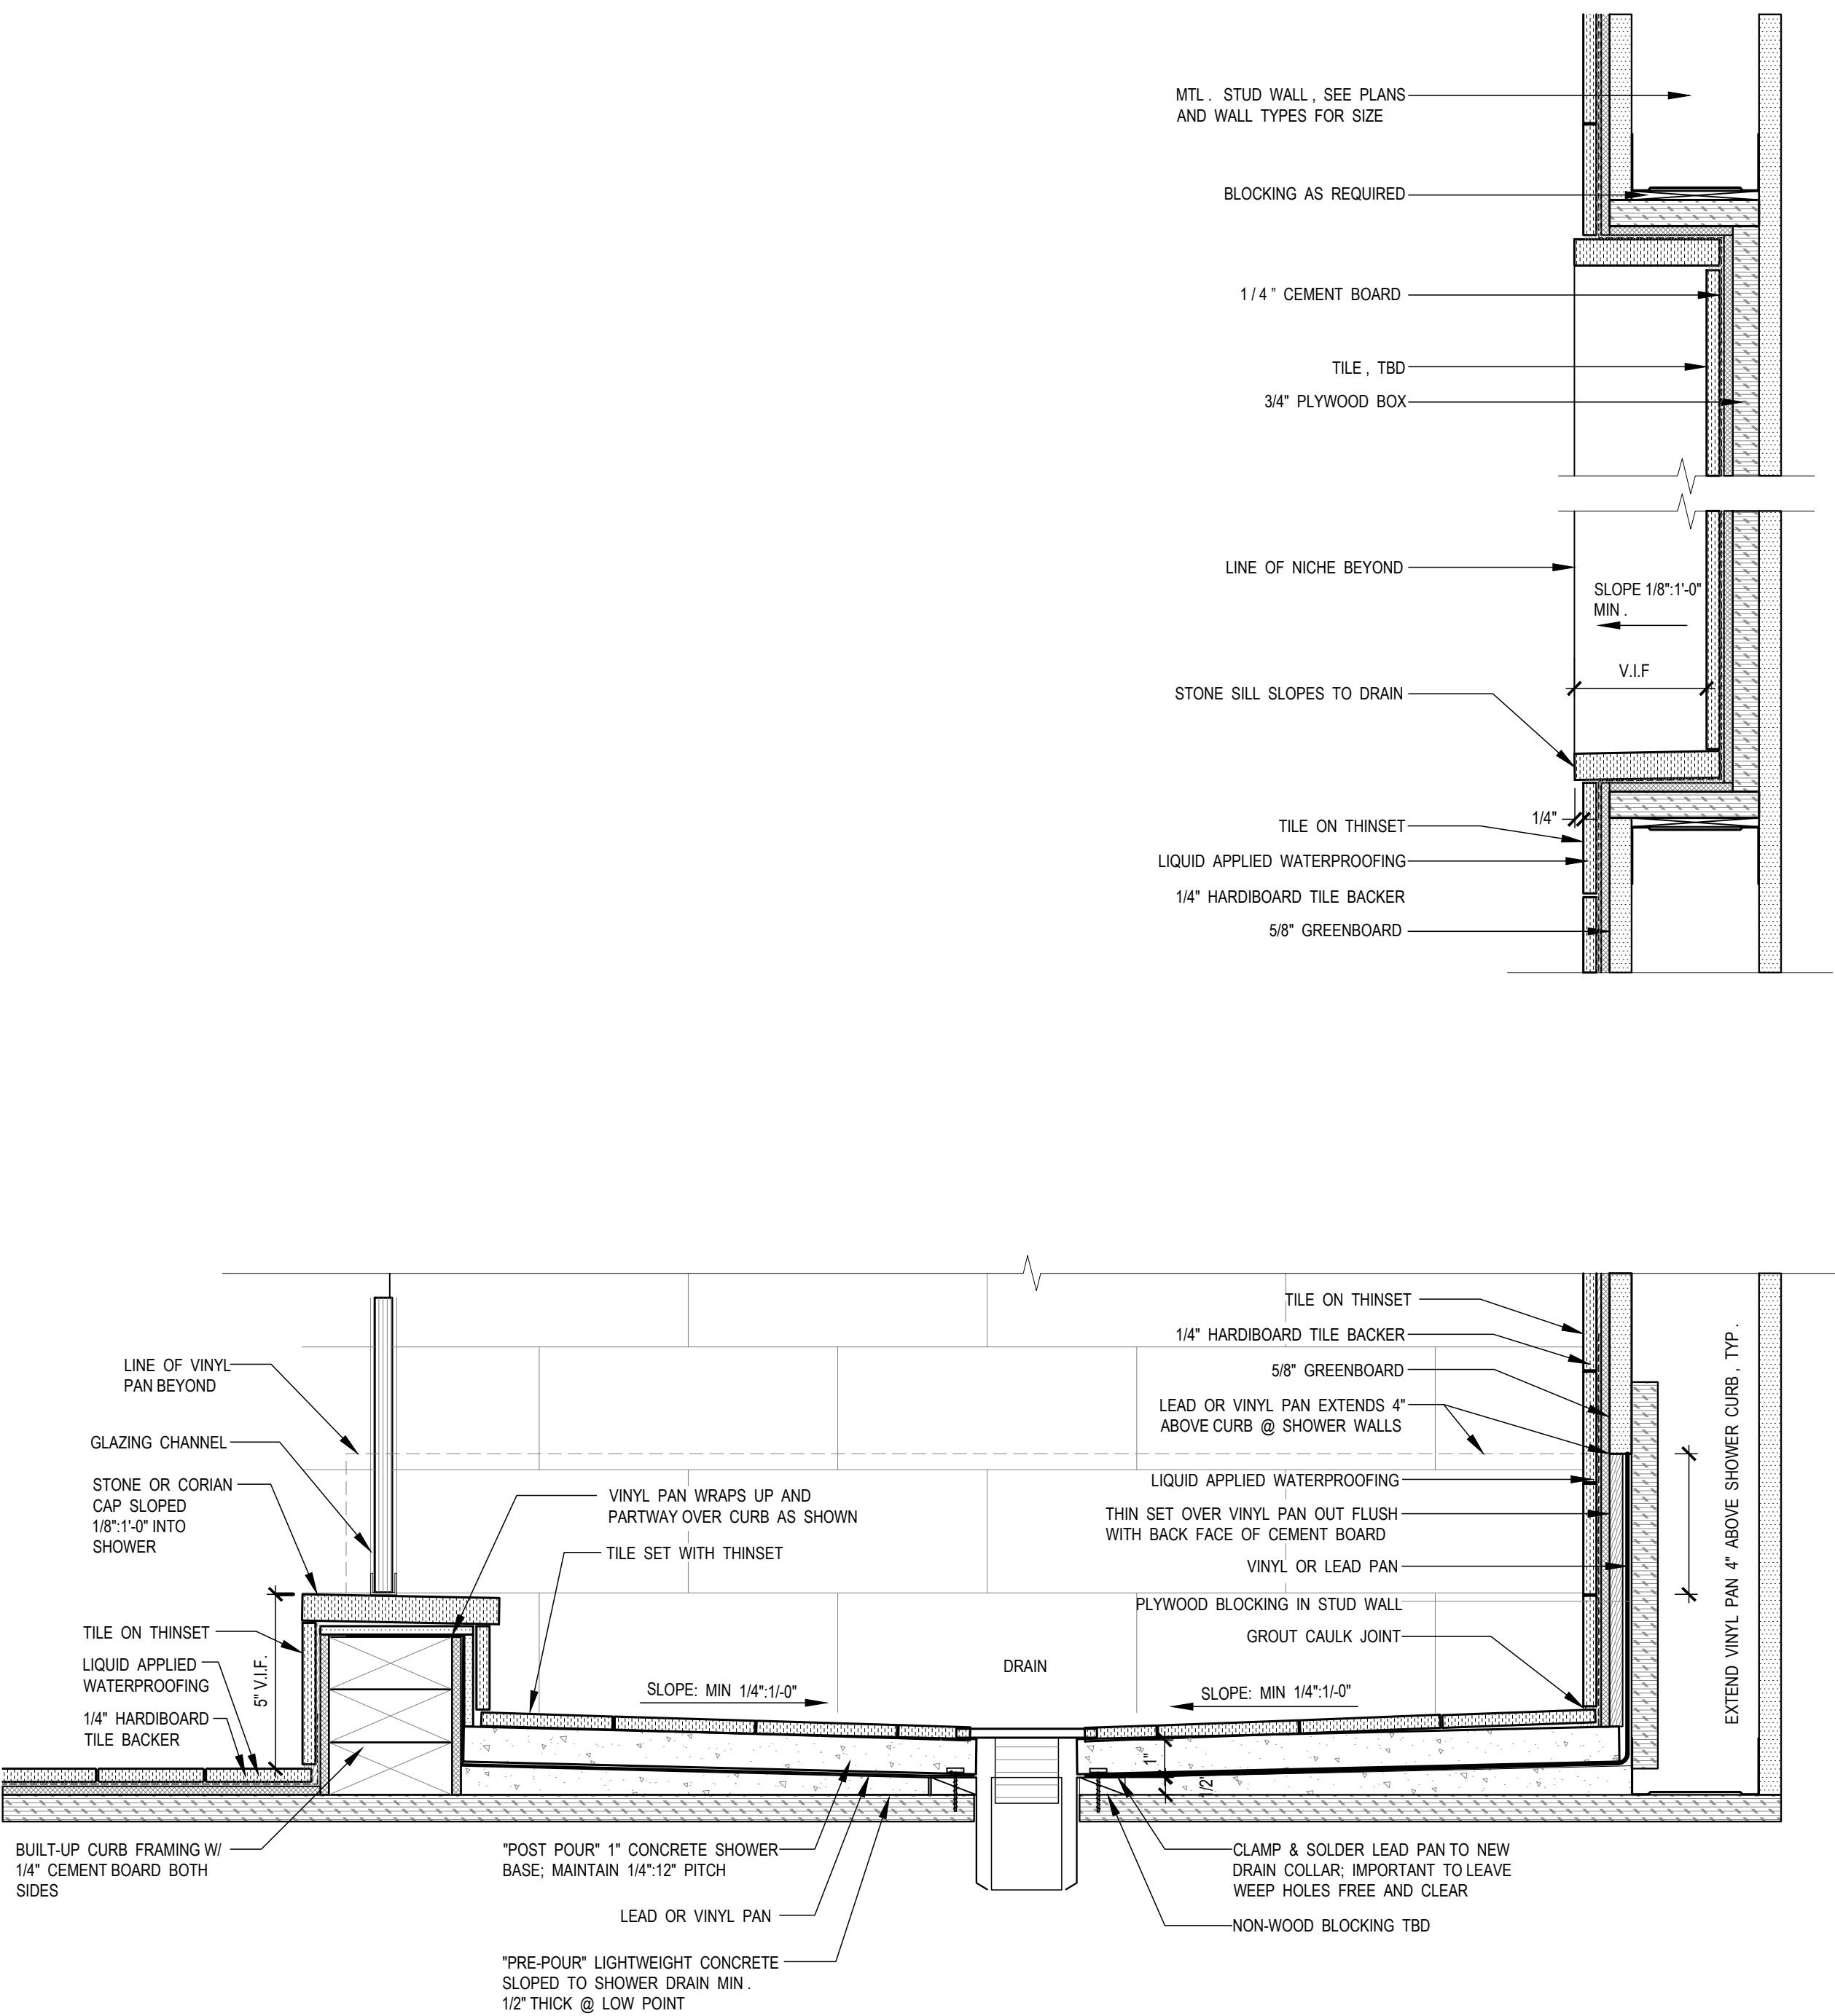 MTL . STUD WALL , SEE PLANS
AND WALL TYPES FOR SIZE
BLOCKING AS REQUIRED
1 / 4 " CEMENT BOARD
TILE , TBD
3/4" PLYWOOD BOX
LINE OF NICHE BEYOND
SLOPE 1/8":1'-0"
MIN .
V.I.F
STONE SILL SLOPES TO DRAIN
1/4"
TILE ON THINSET
LIQUID APPLIED WATERPROOFING
1/4" HARDIBOARD TILE BACKER
5/8" GREENBOARD
LINE OF VINYL
PAN BEYOND
GLAZING CHANNEL
STONE OR CORIAN
CAP SLOPED
1/8":1'-0" INTO
SHOWER
TILE ON THINSET
LIQUID APPLIED
WATERPROOFING
1/4" HARDIBOARD
TILE BACKER
5" V.I.F.
BUILT-UP CURB FRAMING W/
1/4" CEMENT BOARD BOTH
SIDES
VINYL PAN WRAPS UP AND
PARTWAY OVER CURB AS SHOWN
TILE SET WITH THINSET
SLOPE: MIN 1/4":1/-0"
DRAIN
SLOPE: MIN 1/4":1/-0"
1"
1/2"
TILE ON THINSET
1/4" HARDIBOARD TILE BACKER
5/8" GREENBOARD
LEAD OR VINYL PAN EXTENDS 4"
ABOVE CURB @ SHOWER WALLS
LIQUID APPLIED WATERPROOFING
THIN SET OVER VINYL PAN OUT FLUSH
WITH BACK FACE OF CEMENT BOARD
VINYL OR LEAD PAN
PLYWOOD BLOCKING IN STUD WALL
GROUT CAULK JOINT
EXTEND VINYL PAN 4" ABOVE SHOWER CURB , TYP .
"POST POUR" 1" CONCRETE SHOWER
BASE; MAINTAIN 1/4":12" PITCH
LEAD OR VINYL PAN
"PRE-POUR" LIGHTWEIGHT CONCRETE
SLOPED TO SHOWER DRAIN MIN .
1/2" THICK @ LOW POINT
CLAMP & SOLDER LEAD PAN TO NEW
DRAIN COLLAR; IMPORTANT TO LEAVE
WEEP HOLES FREE AND CLEAR
NON-WOOD BLOCKING TBD